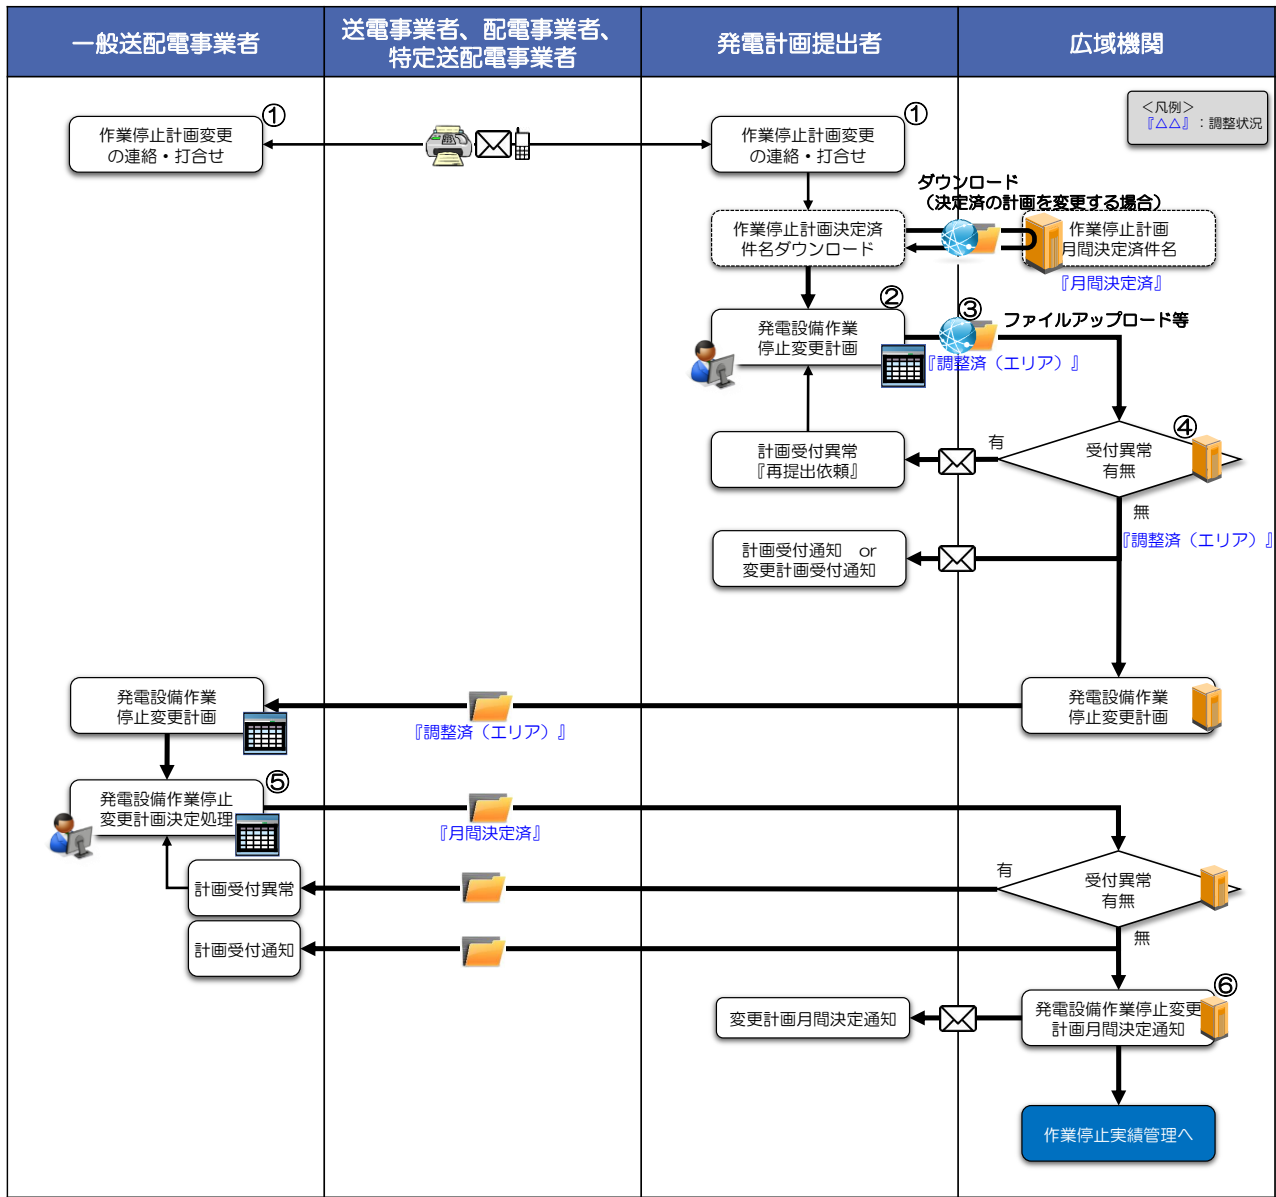 一般送配電事業者
送電事業者、配電事業者、
特定送配電事業者
発電計画提出者
広域機関
<凡例>
『△△』：調整状況
①
作業停止計画変更
の連絡・打合せ
①
作業停止計画変更
の連絡・打合せ
ダウンロード
（決定済の計画を変更する場合）
作業停止計画決定済
件名ダウンロード
作業停止計画
月間決定済件名
『月間決定済』
②
発電設備作業
停止変更計画
③
ファイルアップロード等
『調整済（エリア）』
④
受付異常
有無
有
計画受付異常
『再提出依頼』
無
『調整済（エリア）』
計画受付通知　or
変更計画受付通知
発電設備作業
停止変更計画
『調整済（エリア）』
発電設備作業
停止変更計画
⑤
発電設備作業停止
変更計画決定処理
『月間決定済』
受付異常
有無
有
計画受付異常
無
計画受付通知
⑥
発電設備作業停止変更
計画月間決定通知
変更計画月間決定通知
作業停止実績管理へ